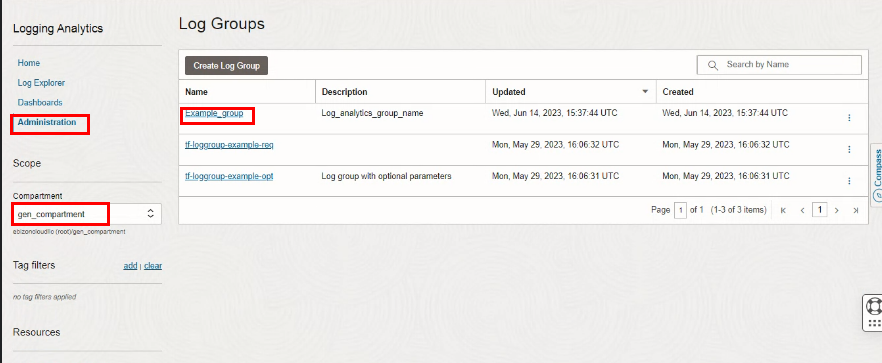 Logging Analytics
Home
Log Explorer
Dashboards
Administration
Scope
Compartment
gen_compartment
ebizoncloudllc (root)/gen_compartment
Tag filters add | clear
no tag filters applied
Resources
Log Groups
Create Log Group Search by Name
Name Description Updated Created
Example_group Log_analytics_group_name Wed, Jun 14, 2023, 15:37:44 UTC Wed, Jun 14, 2023, 15:37:44 UTC
tf-loggroup-example-req Mon, May 29, 2023, 16:06:32 UTC Mon, May 29, 2023, 16:06:32 UTC
tf-loggroup-example-opt Log group with optional parameters Mon, May 29, 2023, 16:06:31 UTC Mon, May 29, 2023, 16:06:31 UTC
Page 1 of 1 (1-3 of 3 items) 1
Compass